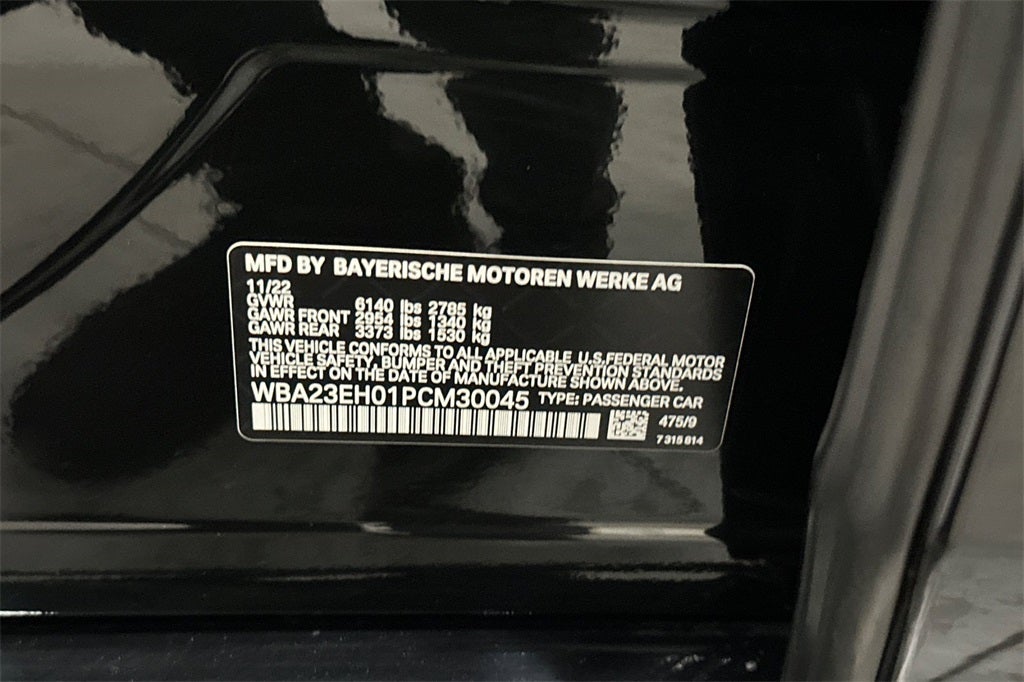 MFD BY BAYERISCHE MOTOREN WERKE AG
11/22
GVWR 6140 lbs 2785 kg
GAWR FRONT 2954 lbs 1340 kg
GAWR REAR 3373 lbs 1530 kg
THIS VEHICLE CONFORMS TO ALL APPLICABLE U.S.FEDERAL MOTOR
VEHICLE SAFETY, BUMPER AND THEFT PREVENTION STANDARDS
IN EFFECT ON THE DATE OF MANUFACTURE SHOWN ABOVE.
WBA23EH01PCM30045 TYPE: PASSENGER CAR
475/9
7 315 814